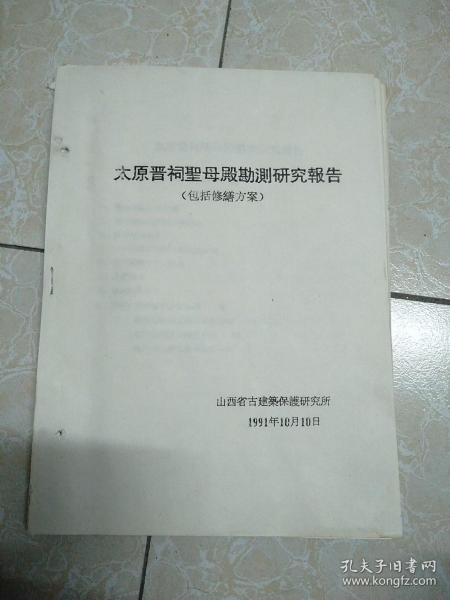 太原晋祠聖母殿勘測研究報告
（包括修繕方案）
山西省古建築保護研究所
1991年10月10日
孔夫子旧书网
www.kongfz.com